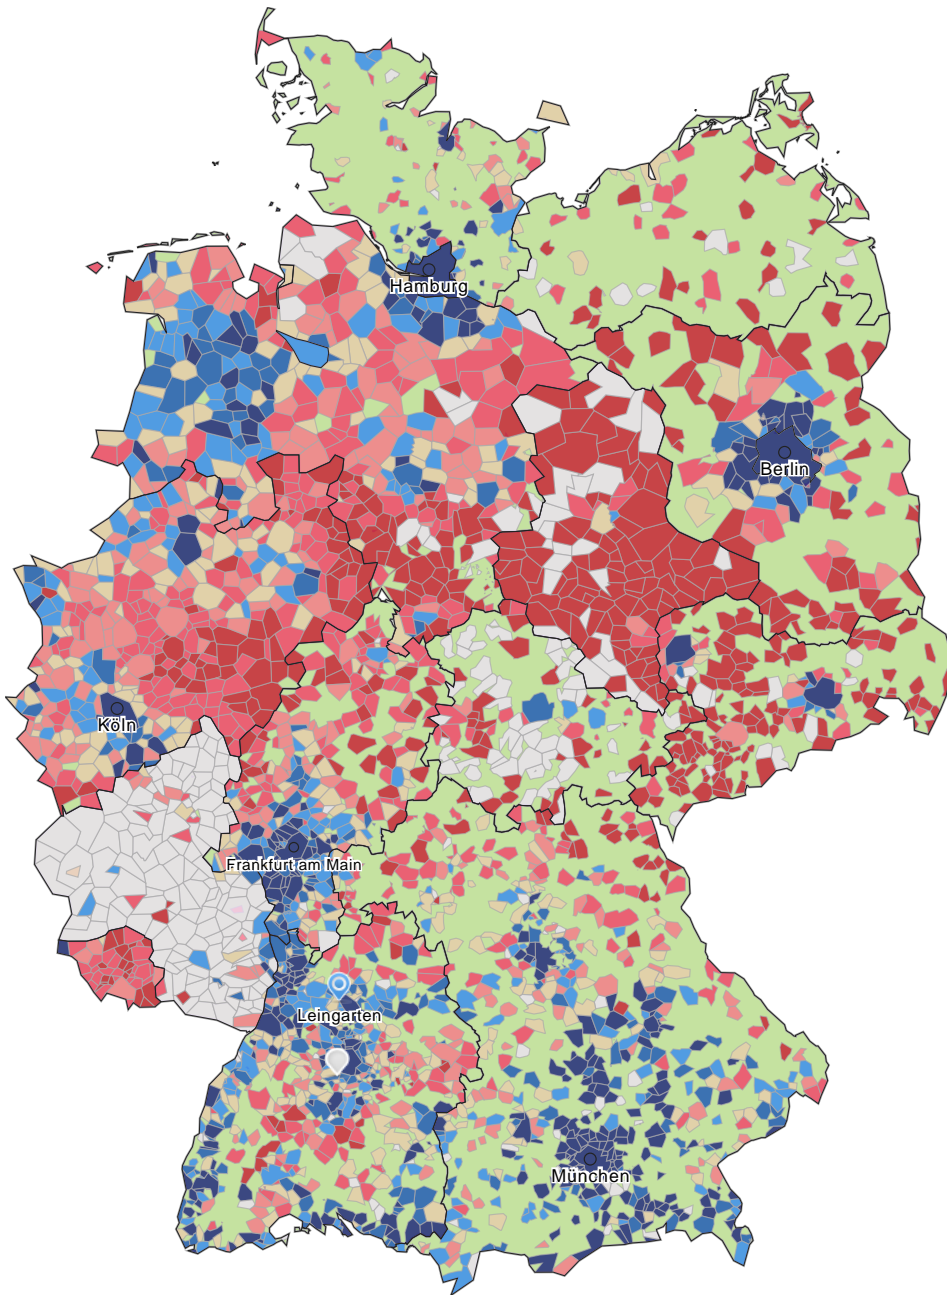 Hamburg
Berlin
Köln
Frankfurt am Main
Leingarten
München